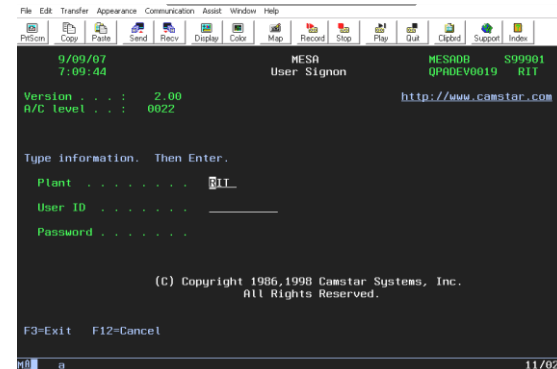 File Edit Transfer Appearance Communication Assist Window Help
PrtScrn Copy Paste Send Recv Display Color Map Record Stop Play Quit Clipbrd Support Index
9/09/07 MESA MESADB S99901
7:09:44 User Signon QPADEV0019 RIT
Version . . . : 2.00 http://www.camstar.com
A/C level . . : 0022
Type information. Then Enter.
Plant . . . . . . . . RIT
User ID . . . . . . .
Password . . . . . . .
(C) Copyright 1986,1998 Camstar Systems, Inc.
All Rights Reserved.
F3=Exit F12=Cancel
MA a 11/02